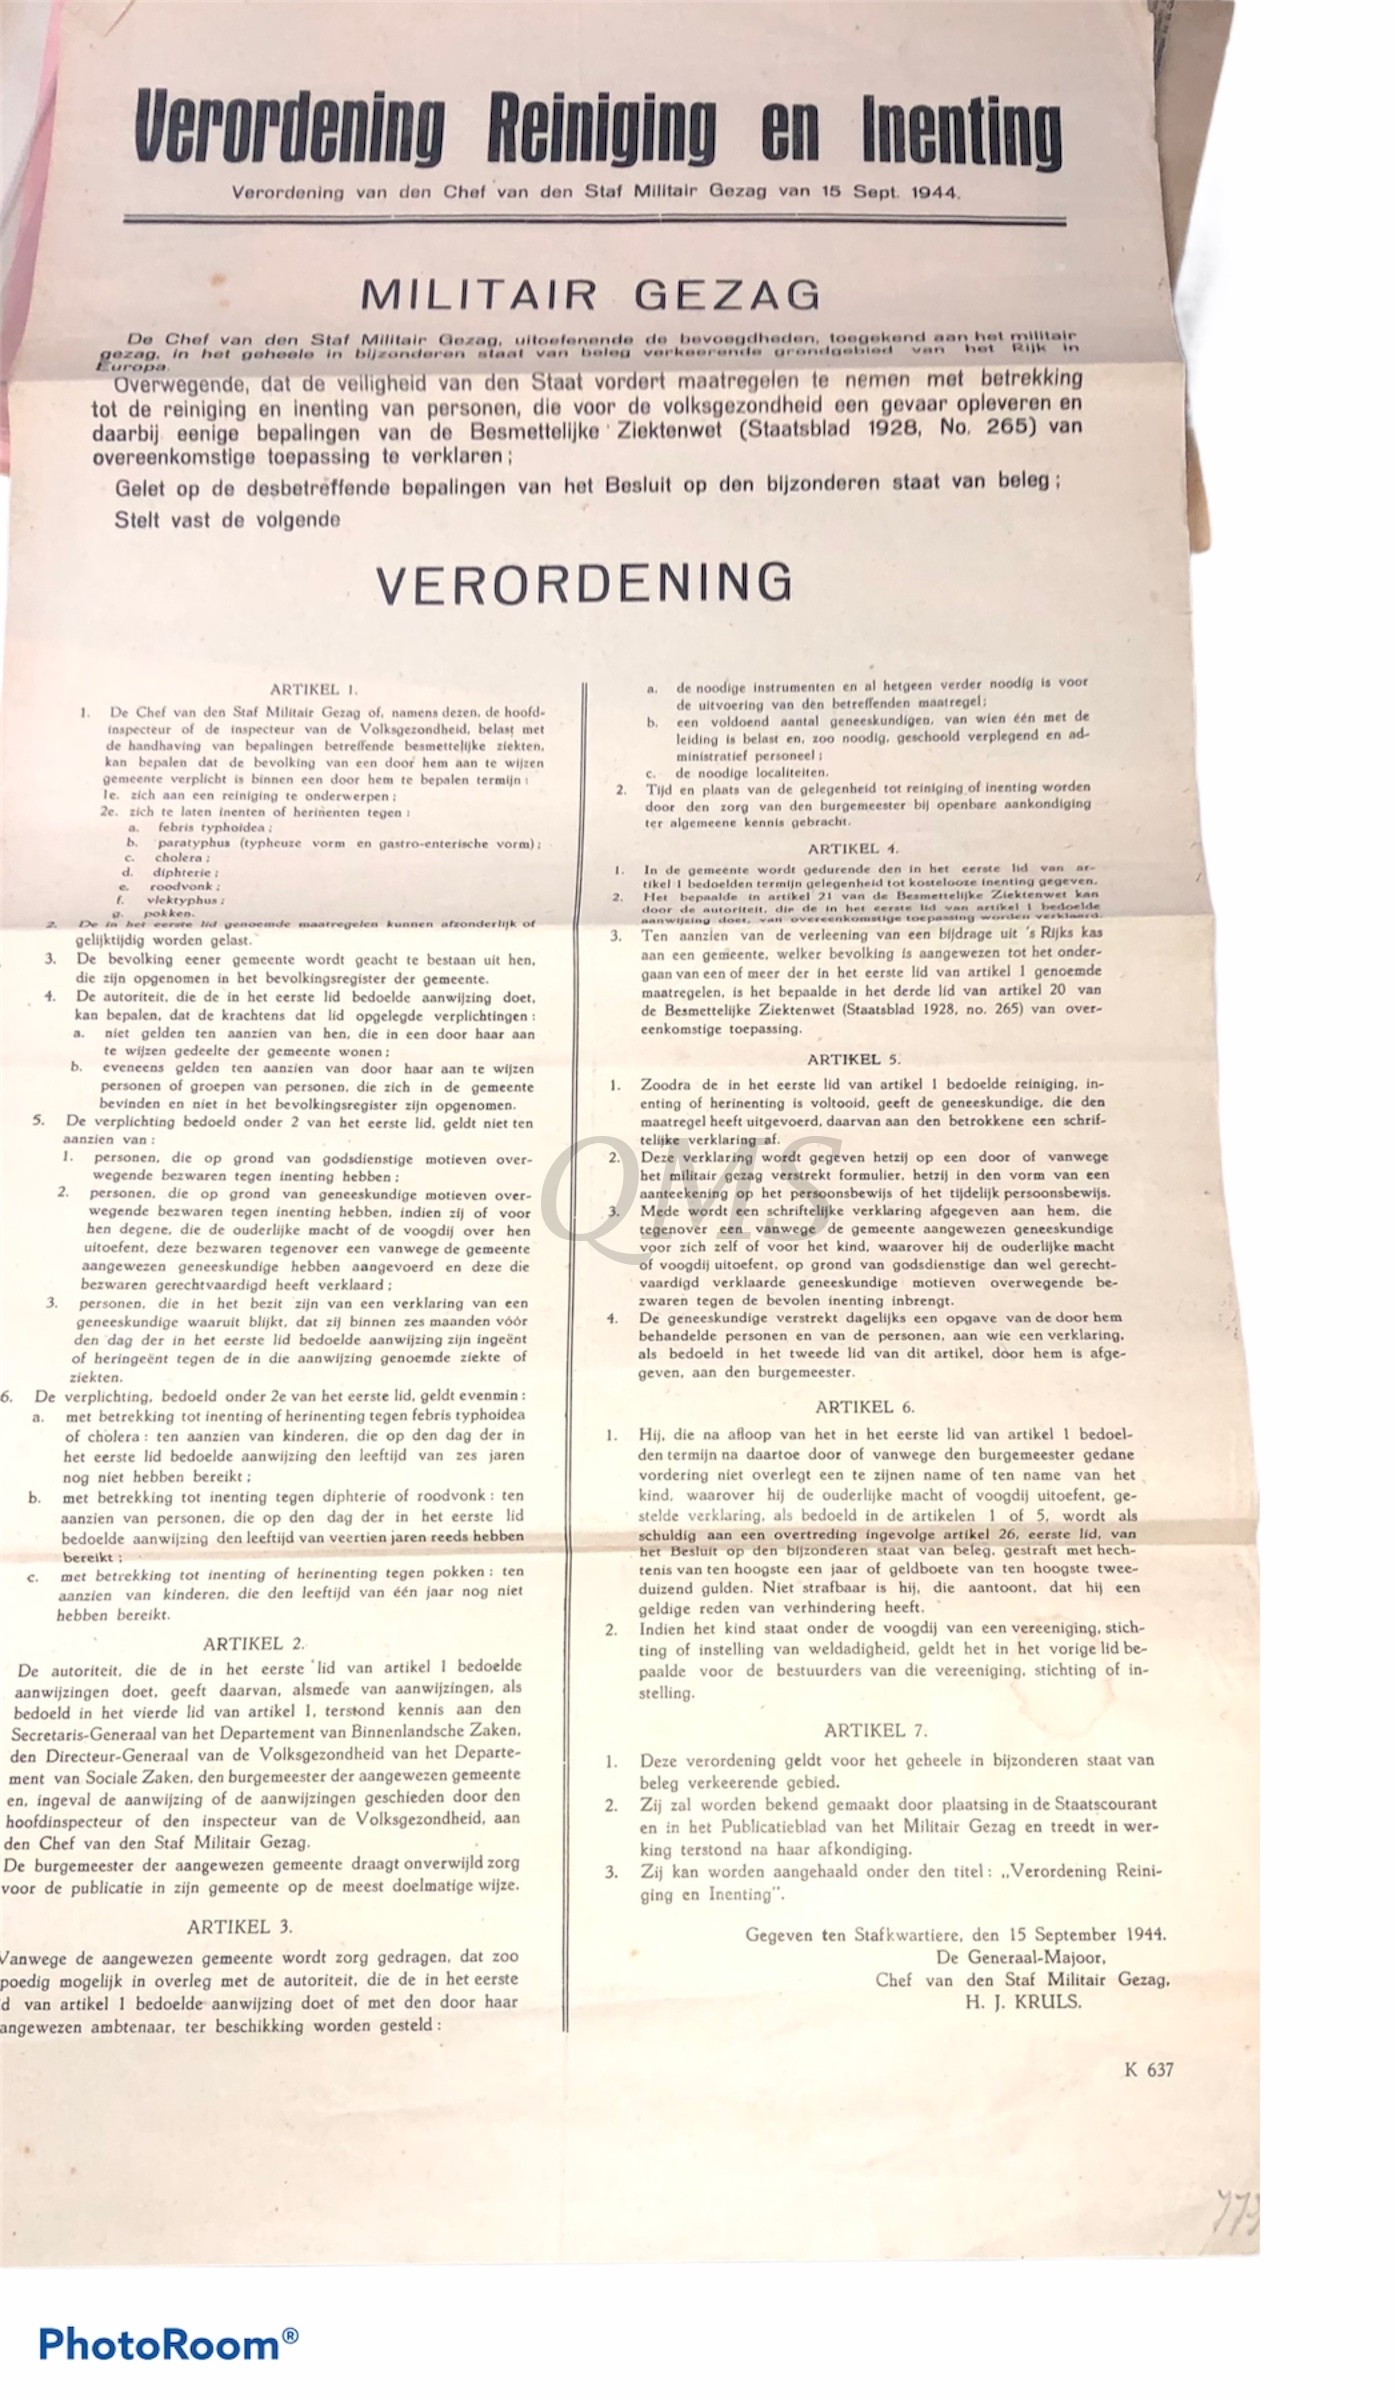 Verordening Reiniging en Inenting
Verordening van den Chef van den Staf Militair Gezag van 15 Sept. 1944.
MILITAIR GEZAG
De Chef van den Staf Militair Gezag, uitoefenende de bevoegdheden, toegekend aan het militair
gezag, in het geheele in bijzonderen staat van beleg verkeerende grondgebied van het Rijk in
Europa.
Overwegende, dat de veiligheid van den Staat vordert maatregelen te nemen met betrekking
tot de reiniging en inenting van personen, die voor de volksgezondheid een gevaar opleveren en
daarbij eenige bepalingen van de Besmettelijke Ziektenwet (Staatsblad 1928, No. 265) van
overeenkomstige toepassing te verklaren;
Gelet op de desbetreffende bepalingen van het Besluit op den bijzonderen staat van beleg;
Stelt vast de volgende
VERORDENING
ARTIKEL 1.
1. De Chef van den Staf Militair Gezag of, namens dezen, de hoofd-
inspecteur of de inspecteur van de Volksgezondheid, belast met
de handhaving van bepalingen betreffende besmettelijke ziekten,
kan bepalen dat de bevolking van een door hem aan te wijzen
gemeente verplicht is binnen een door hem te bepalen termijn:
1e. zich aan een reiniging te onderwerpen;
2e. zich te laten inenten of herinenten tegen:
a. febris typhoidea;
b. paratyphus (typheuze vorm en gastro-enterische vorm);
c. cholera;
d. diphterie;
e. roodvonk;
f. vlektyphus;
g. pokken.
2. De in het eerste lid genoemde maatregelen kunnen afzonderlijk of
gelijktijdig worden gelast.
3. De bevolking eener gemeente wordt geacht te bestaan uit hen,
die zijn opgenomen in het bevolkingsregister der gemeente.
4. De autoriteit, die de in het eerste lid bedoelde aanwijzing doet,
kan bepalen, dat de krachtens dat lid opgelegde verplichtingen:
a. niet gelden ten aanzien van hen, die in een door haar aan
te wijzen gedeelte der gemeente wonen;
b. eveneens gelden ten aanzien van door haar aan te wijzen
personen of groepen van personen, die zich in de gemeente
bevinden en niet in het bevolkingsregister zijn opgenomen.
5. De verplichting bedoeld onder 2 van het eerste lid, geldt niet ten
aanzien van:
1. personen, die op grond van godsdienstige motieven over-
wegende bezwaren tegen inenting hebben;
2. personen, die op grond van geneeskundige motieven over-
wegende bezwaren tegen inenting hebben, indien zij of voor
hen degene, die de ouderlijke macht of de voogdij over hen
uitoefent, deze bezwaren tegenover een vanwege de gemeente
aangewezen geneeskundige hebben aangevoerd en deze die
bezwaren gerechtvaardigd heeft verklaard;
3. personen, die in het bezit zijn van een verklaring van een
geneeskundige waaruit blijkt, dat zij binnen zes maanden vóór
den dag der in het eerste lid bedoelde aanwijzing zijn ingeënt
of heringeënt tegen de in die aanwijzing genoemde ziekte of
ziekten.
6. De verplichting, bedoeld onder 2e van het eerste lid, geldt evenmin:
a. met betrekking tot inenting of herinenting tegen febris typhoidea
of cholera: ten aanzien van kinderen, die op den dag der in
het eerste lid bedoelde aanwijzing den leeftijd van zes jaren
nog niet hebben bereikt;
b. met betrekking tot inenting tegen diphterie of roodvonk: ten
aanzien van personen, die op den dag der in het eerste lid
bedoelde aanwijzing den leeftijd van veertien jaren reeds hebben
bereikt;
c. met betrekking tot inenting of herinenting tegen pokken: ten
aanzien van kinderen, die den leeftijd van één jaar nog niet
hebben bereikt.
ARTIKEL 2.
De autoriteit, die de in het eerste lid van artikel 1 bedoelde
aanwijzingen doet, geeft daarvan, alsmede van aanwijzingen, als
bedoeld in het vierde lid van artikel 1, terstond kennis aan den
Secretaris-Generaal van het Departement van Binnenlandsche Zaken,
den Directeur-Generaal van de Volksgezondheid van het Departe-
ment van Sociale Zaken, den burgemeester der aangewezen gemeente
en, ingeval de aanwijzing of de aanwijzingen geschieden door den
hoofdinspecteur of den inspecteur van de Volksgezondheid, aan
den Chef van den Staf Militair Gezag.
De burgemeester der aangewezen gemeente draagt onverwijld zorg
voor de publicatie in zijn gemeente op de meest doelmatige wijze.
ARTIKEL 3.
Vanwege de aangewezen gemeente wordt zorg gedragen, dat zoo
poedig mogelijk in overleg met de autoriteit, die de in het eerste
d van artikel 1 bedoelde aanwijzing doet of met den door haar
angewezen ambtenaar, ter beschikking worden gesteld:
a. de noodige instrumenten en al hetgeen verder noodig is voor
de uitvoering van den betreffenden maatregel;
b. een voldoend aantal geneeskundigen, van wien één met de
leiding is belast en, zoo noodig, geschoold verplegend en ad-
ministratief personeel;
c. de noodige localiteiten.
2. Tijd en plaats van de gelegenheid tot reiniging of inenting worden
door den zorg van den burgemeester bij openbare aankondiging
ter algemeene kennis gebracht.
ARTIKEL 4.
1. In de gemeente wordt gedurende den in het eerste lid van ar-
tikel 1 bedoelden termijn gelegenheid tot kostelooze inenting gegeven.
2. Het bepaalde in artikel 21 van de Besmettelijke Ziektenwet kan
door de autoriteit, die de in het eerste lid van artikel 1 bedoelde
aanwijzing doet, van overeenkomstige toepassing worden verklaard.
3. Ten aanzien van de verleening van een bijdrage uit 's Rijks kas
aan een gemeente, welker bevolking is aangewezen tot het onder-
gaan van een of meer der in het eerste lid van artikel 1 genoemde
maatregelen, is het bepaalde in het derde lid van artikel 20 van
de Besmettelijke Ziektenwet (Staatsblad 1928, no. 265) van over-
eenkomstige toepassing.
ARTIKEL 5.
1. Zoodra de in het eerste lid van artikel 1 bedoelde reiniging, in-
enting of herinenting is voltooid, geeft de geneeskundige, die den
maatregel heeft uitgevoerd, daarvan aan den betrokkene een schrif-
telijke verklaring af.
2. Deze verklaring wordt gegeven hetzij op een door of vanwege
het militair gezag verstrekt formulier, hetzij in den vorm van een
aanteekening op het persoonsbewijs of het tijdelijk persoonsbewijs.
3. Mede wordt een schriftelijke verklaring afgegeven aan hem, die
tegenover een vanwege de gemeente aangewezen geneeskundige
voor zich zelf of voor het kind, waarover hij de ouderlijke macht
of voogdij uitoefent, op grond van godsdienstige dan wel gerecht-
vaardigd verklaarde geneeskundige motieven overwegende be-
zwaren tegen de bevolen inenting inbrengt.
4. De geneeskundige verstrekt dagelijks een opgave van de door hem
behandelde personen en van de personen, aan wie een verklaring,
als bedoeld in het tweede lid van dit artikel, door hem is afge-
geven, aan den burgemeester.
ARTIKEL 6.
1. Hij, die na afloop van het in het eerste lid van artikel 1 bedoel-
den termijn na daartoe door of vanwege den burgemeester gedane
vordering niet overlegt een te zijnen name of ten name van het
kind, waarover hij de ouderlijke macht of voogdij uitoefent, ge-
stelde verklaring, als bedoeld in de artikelen 1 of 5, wordt als
schuldig aan een overtreding ingevolge artikel 26, eerste lid, van
het Besluit op den bijzonderen staat van beleg, gestraft met hech-
tenis van ten hoogste een jaar of geldboete van ten hoogste twee-
duizend gulden. Niet strafbaar is hij, die aantoont, dat hij een
geldige reden van verhindering heeft.
2. Indien het kind staat onder de voogdij van een vereeniging, stich-
ting of instelling van weldadigheid, geldt het in het vorige lid be-
paalde voor de bestuurders van die vereeniging, stichting of in-
stelling.
ARTIKEL 7.
1. Deze verordening geldt voor het geheele in bijzonderen staat van
beleg verkeerende gebied.
2. Zij zal worden bekend gemaakt door plaatsing in de Staatscourant
en in het Publicatieblad van het Militair Gezag en treedt in wer-
king terstond na haar afkondiging.
3. Zij kan worden aangehaald onder den titel: „Verordening Reini-
ging en Inenting".
Gegeven ten Stafkwartiere, den 15 September 1944.
De Generaal-Majoor,
Chef van den Staf Militair Gezag,
H. J. KRULS.
K 637
QMS
PhotoRoom®